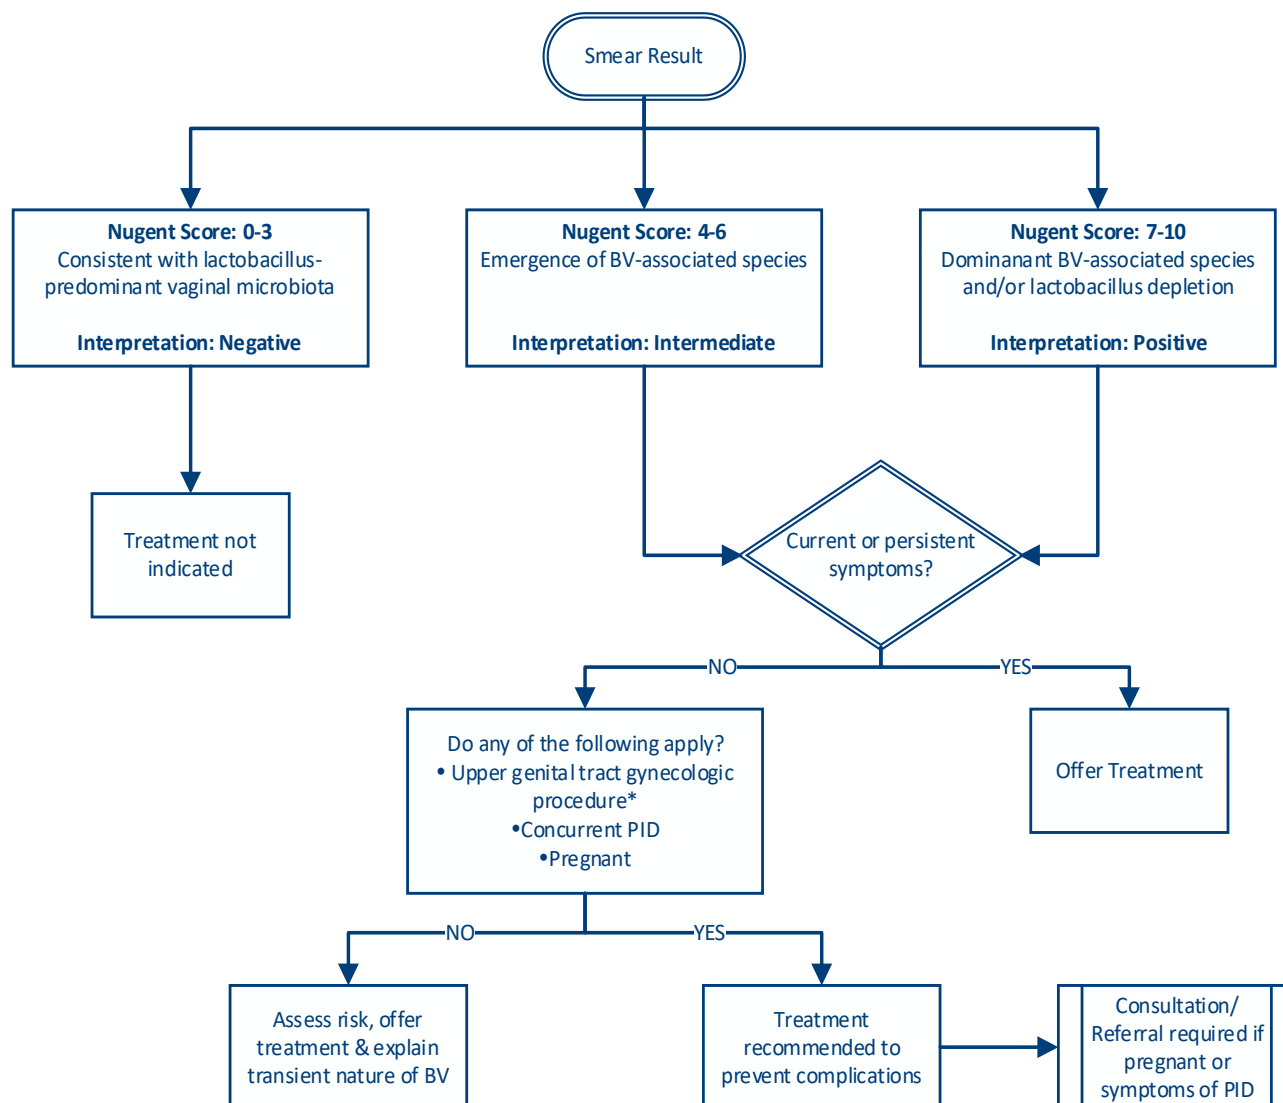 Smear Result
Nugent Score: 0-3
Consistent with lactobacillus-
predominant vaginal microbiota
Interpretation: Negative
Nugent Score: 4-6
Emergence of BV-associated species
Interpretation: Intermediate
Nugent Score: 7-10
Dominanant BV-associated species
and/or lactobacillus depletion
Interpretation: Positive
Treatment not
indicated
Current or persistent
symptoms?
NO
YES
Do any of the following apply?
• Upper genital tract gynecologic
procedure*
•Concurrent PID
•Pregnant
Offer Treatment
NO
YES
Assess risk, offer
treatment & explain
transient nature of BV
Treatment
recommended to
prevent complications
Consultation/
Referral required if
pregnant or
symptoms of PID